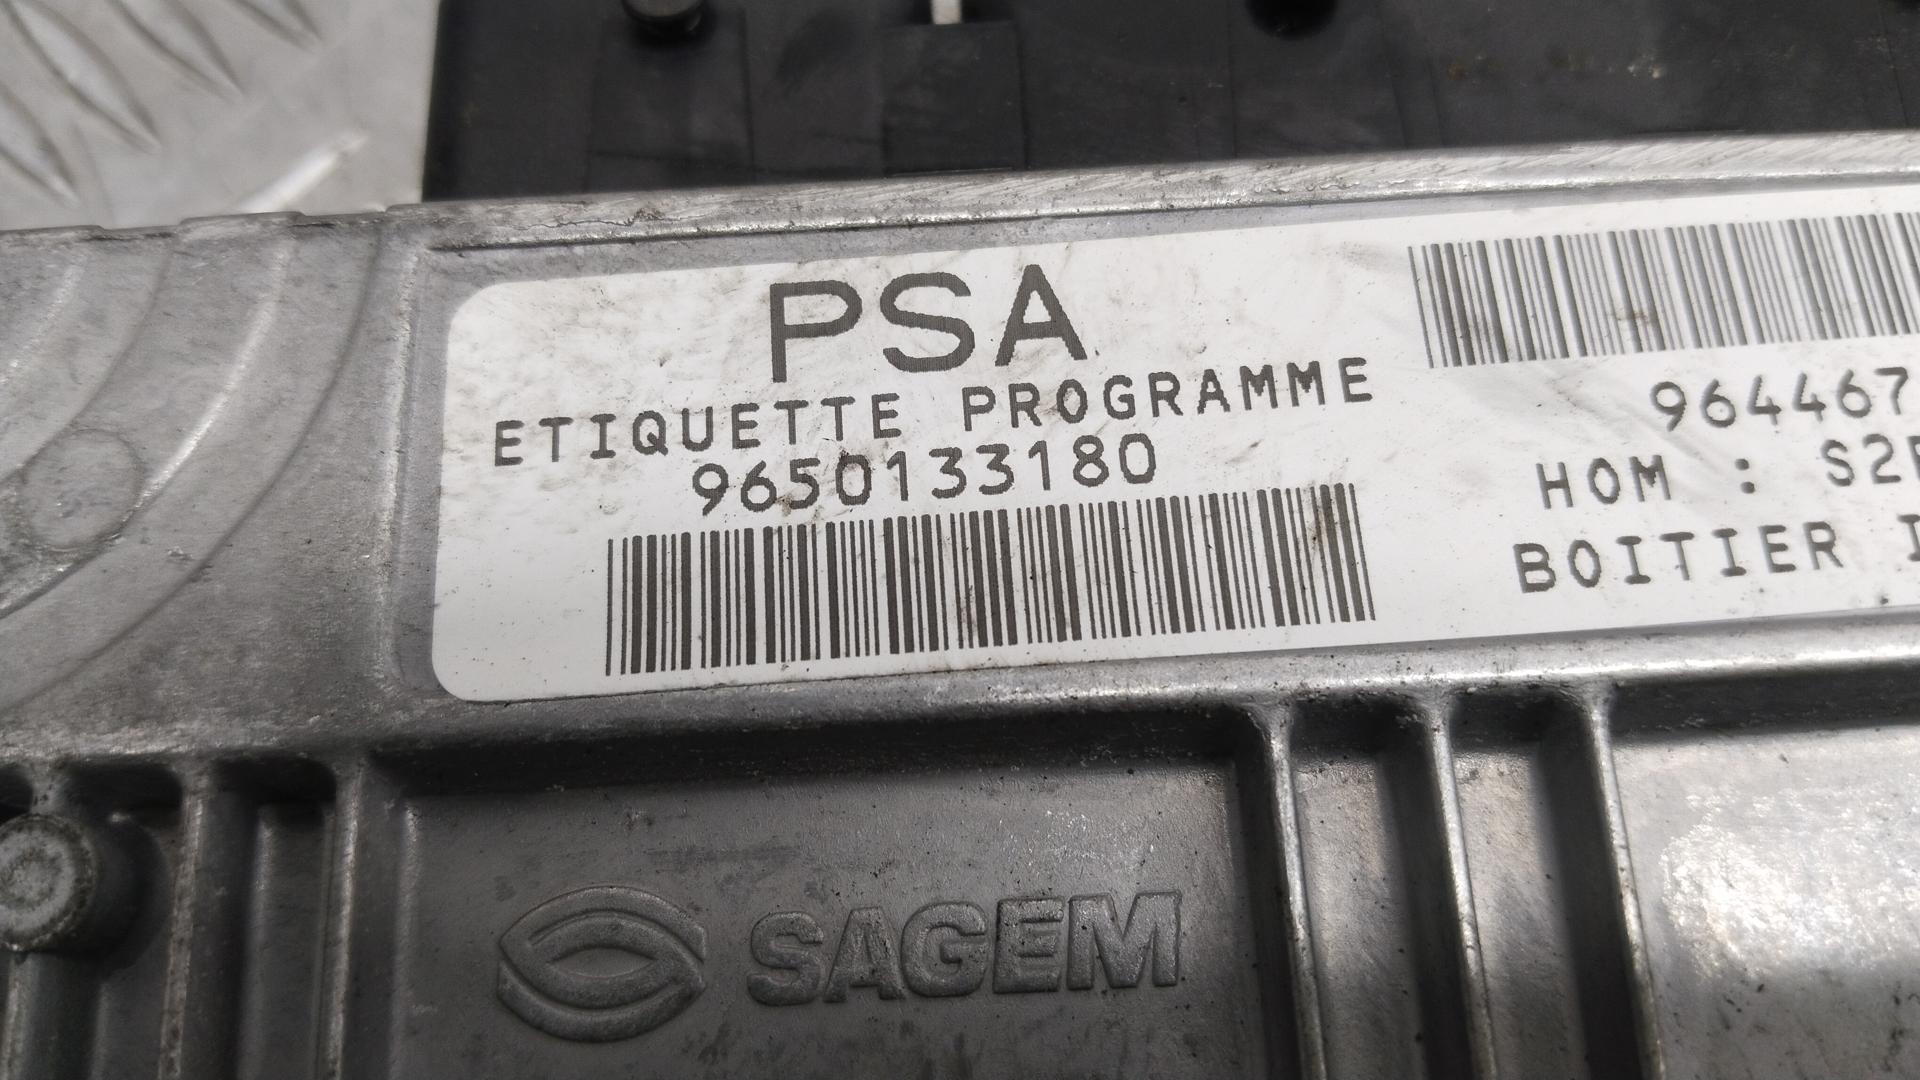 PSA
ETIQUETTE PROGRAMME
9650133180
964467
HOM : S2
BOITIER
SAGEM